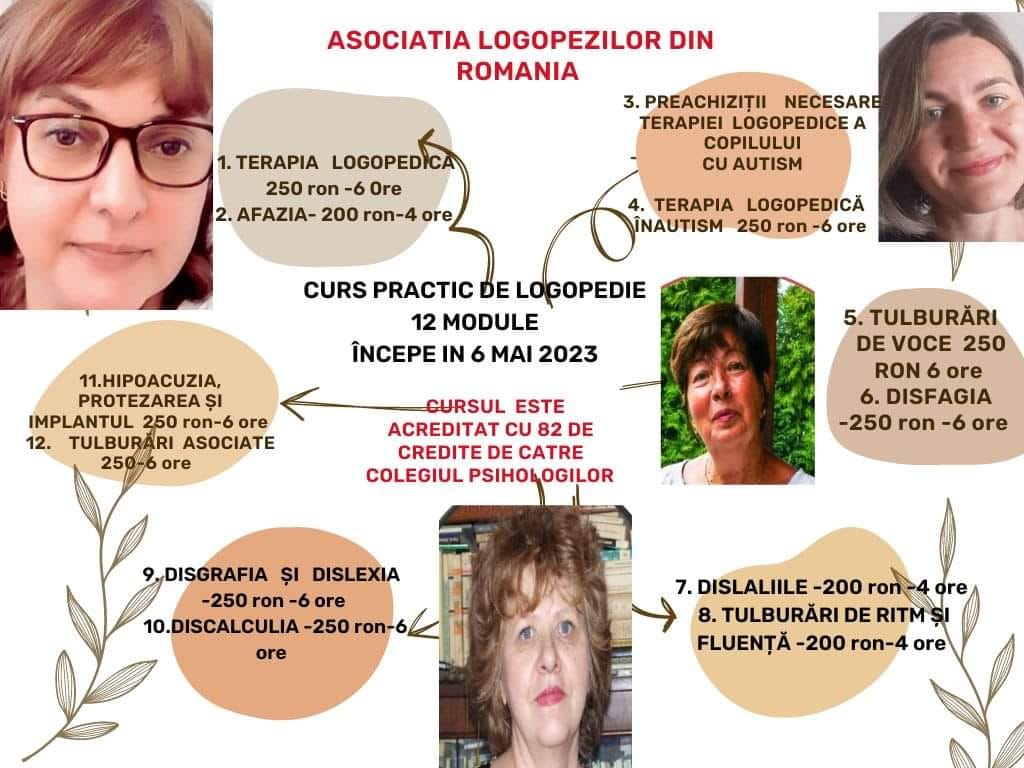 ASOCIATIA LOGOPEZILOR DIN
ROMANIA
1. TERAPIA LOGOPEDICĂ
250 ron -6 Ore
2. AFAZIA- 200 ron-4 ore
3. PREACHIZIȚII NECESARE
TERAPIEI LOGOPEDICE A
COPILULUI
CU AUTISM
4. TERAPIA LOGOPEDICĂ
ÎNAUTISM 250 ron -6 ore
CURS PRACTIC DE LOGOPEDIE
12 MODULE
ÎNCEPE IN 6 MAI 2023
CURSUL ESTE
ACREDITAT CU 82 DE
CREDITE DE CATRE
COLEGIUL PSIHOLOGILOR
5. TULBURĂRI
DE VOCE 250
RON 6 ore
6. DISFAGIA
-250 ron -6 ore
11.HIPOACUZIA,
PROTEZAREA ȘI
IMPLANTUL 250 ron-6 ore
12. TULBURĂRI ASOCIATE
250-6 ore
9. DISGRAFIA ȘI DISLEXIA
-250 ron -6 ore
10.DISCALCULIA -250 ron-6
ore
7. DISLALIILE -200 ron -4 ore
8. TULBURĂRI DE RITM ȘI
FLUENȚĂ -200 ron-4 ore